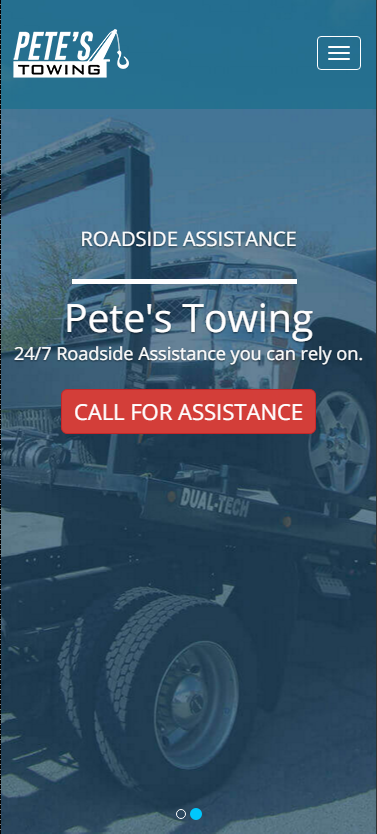 PETE'S
TOWING
ROADSIDE ASSISTANCE
Pete's Towing
24/7 Roadside Assistance you can rely on.
CALL FOR ASSISTANCE
DUAL-TECH